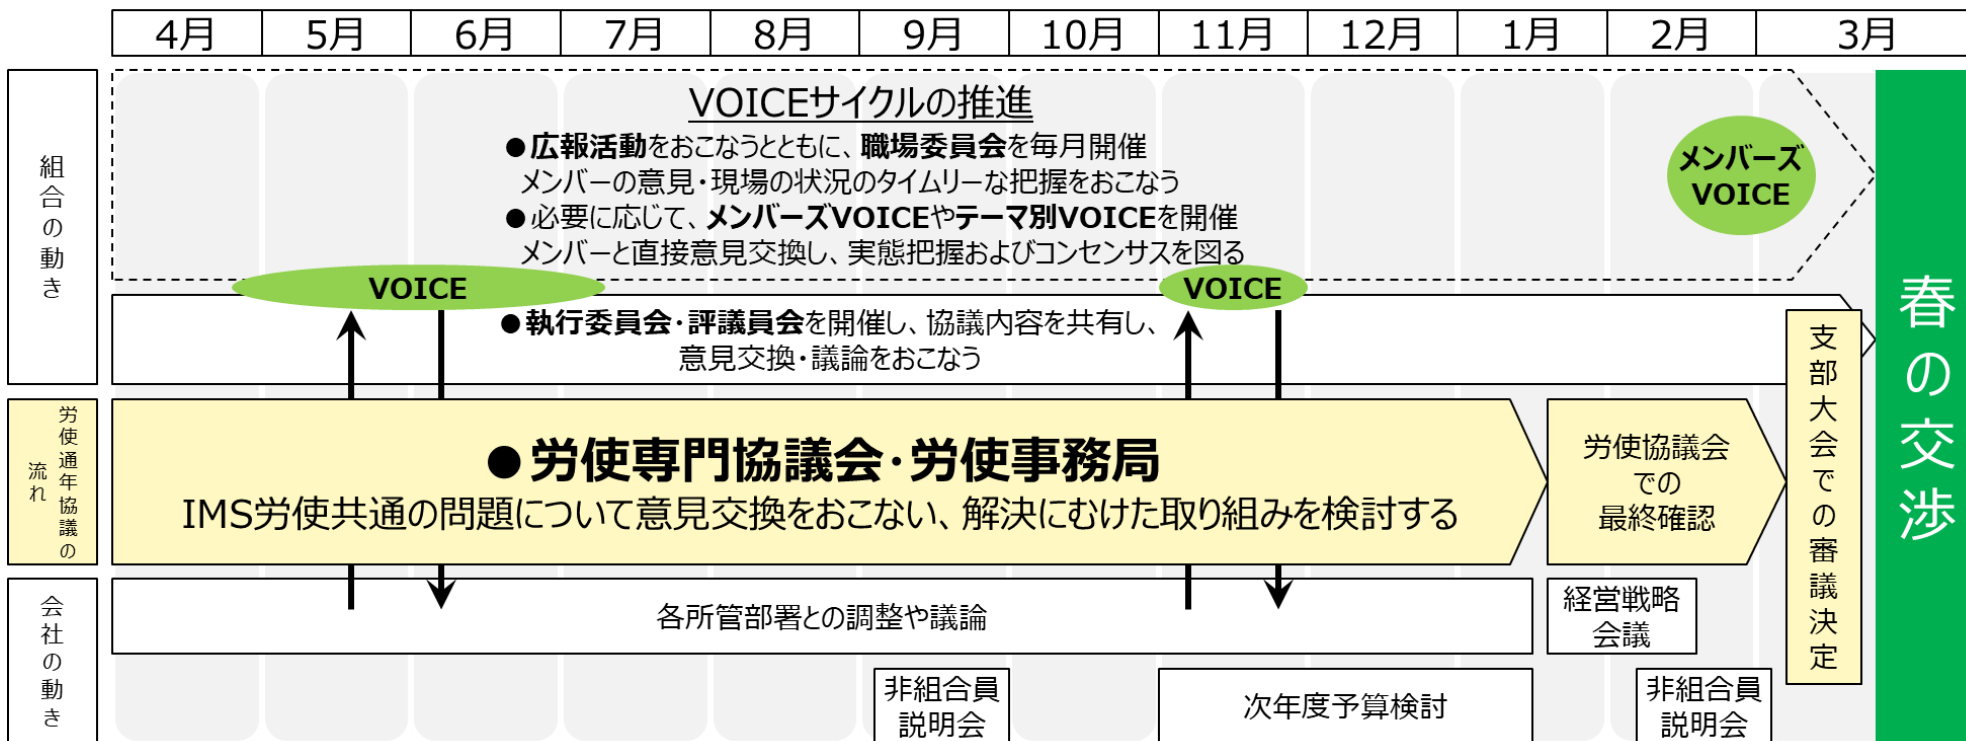 4月 5月 6月 7月 8月 9月 10月 11月 12月 1月 2月 3月
組合の動き
VOICEサイクルの推進
●広報活動をおこなうとともに、職場委員会を毎月開催
メンバーの意見・現場の状況のタイムリーな把握をおこなう
●必要に応じて、メンバーズVOICEやテーマ別VOICEを開催
メンバーと直接意見交換し、実態把握およびコンセンサスを図る
メンバーズ
VOICE
VOICE
VOICE
●執行委員会・評議員会を開催し、協議内容を共有し、
意見交換・議論をおこなう
労使通年協議の
流れ
●労使専門協議会・労使事務局
IMS労使共通の問題について意見交換をおこない、解決にむけた取り組みを検討する
労使協議会
での
最終確認
支部大会での審議決定
春の交渉
会社の動き
各所管部署との調整や議論
経営戦略
会議
非組合員
説明会
次年度予算検討
非組合員
説明会